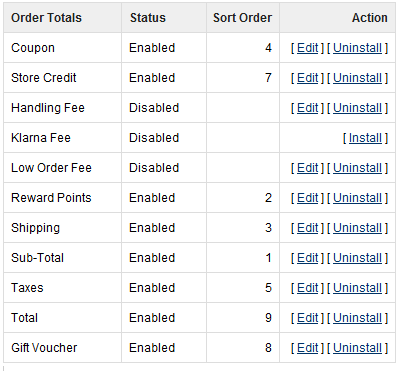 Order Totals Status Sort Order Action
Coupon Enabled 4 [ Edit ] [ Uninstall ]
Store Credit Enabled 7 [ Edit ] [ Uninstall ]
Handling Fee Disabled [ Edit ] [ Uninstall ]
Klarna Fee Disabled [ Install ]
Low Order Fee Disabled [ Edit ] [ Uninstall ]
Reward Points Enabled 2 [ Edit ] [ Uninstall ]
Shipping Enabled 3 [ Edit ] [ Uninstall ]
Sub-Total Enabled 1 [ Edit ] [ Uninstall ]
Taxes Enabled 5 [ Edit ] [ Uninstall ]
Total Enabled 9 [ Edit ] [ Uninstall ]
Gift Voucher Enabled 8 [ Edit ] [ Uninstall ]